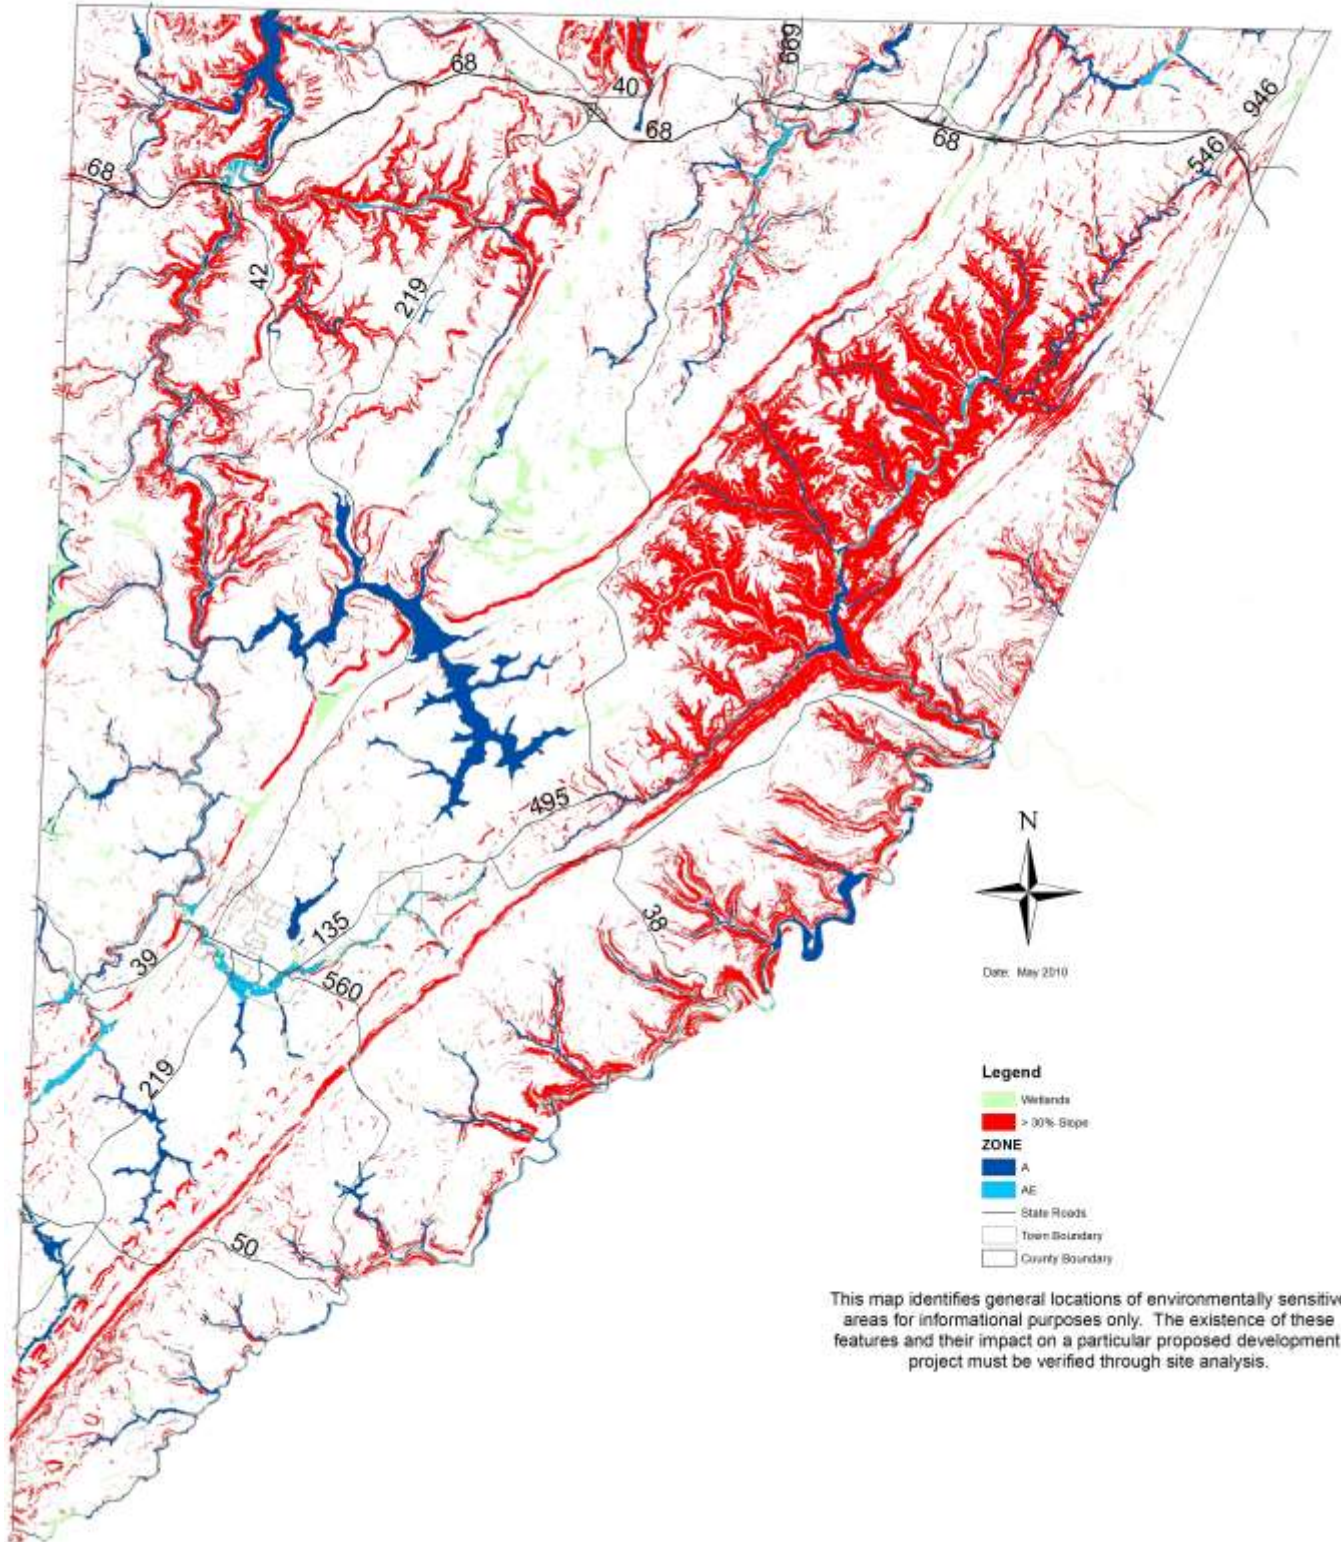 669
68
40
68
946
68
546
68
42
219
495
38
135
39
560
219
50
N
Date: May 2010
Legend
Wetlands
> 30% Slope
ZONE
A
AE
State Roads
Town Boundary
County Boundary
This map identifies general locations of environmentally sensitive
areas for informational purposes only. The existence of these
features and their impact on a particular proposed development
project must be verified through site analysis.